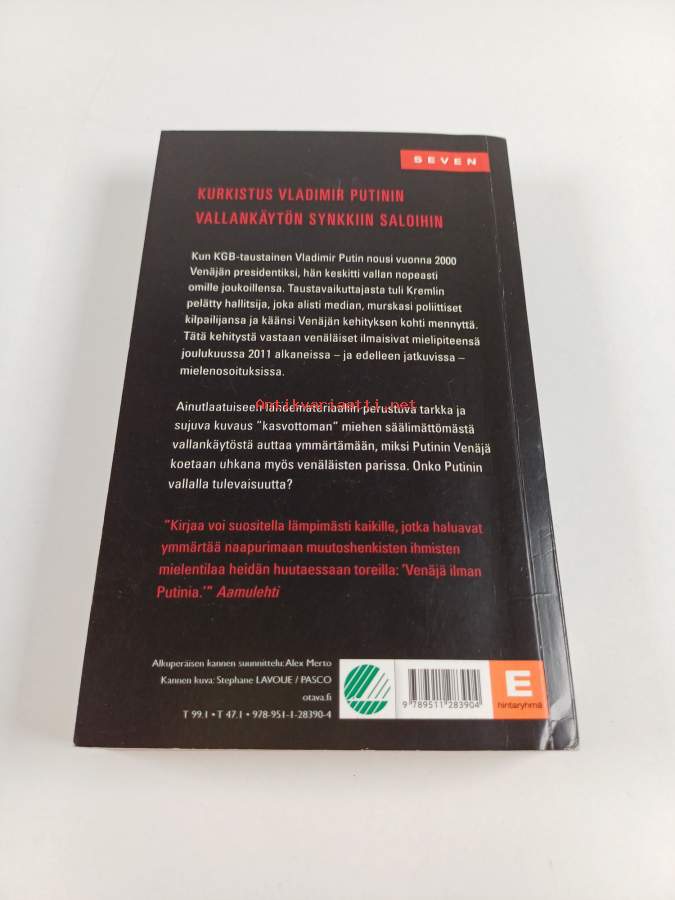 SEVEN
KURKISTUS VLADIMIR PUTININ
VALLANKÄYTÖN SYNKKIIN SALOIHIN
Kun KGB-taustainen Vladimir Putin nousi vuonna 2000
Venäjän presidentiksi, hän keskitti vallan nopeasti
omille joukoillensa. Taustavaikuttajasta tuli Kremlin
pelätty hallitsija, joka alisti median, murskasi poliittiset
kilpailijansa ja käänsi Venäjän kehityksen kohti mennyttä.
Tätä kehitystä vastaan venäläiset ilmaisivat mielipiteensä
joulukuussa 2011 alkaneissa – ja edelleen jatkuvissa –
mielenosoituksissa.
Antikvariaatti.net
Ainutlaatuiseen lähdemateriaaliin perustuva tarkka ja
sujuva kuvaus "kasvottoman" miehen säälimättömästä
vallankäytöstä auttaa ymmärtämään, miksi Putinin Venäjä
koetaan uhkana myös venäläisten parissa. Onko Putinin
vallalla tulevaisuutta?
"Kirjaa voi suositella lämpimästi kaikille, jotka haluavat
ymmärtää naapurimaan muutoshenkisten ihmisten
mielentilaa heidän huutaessaan toreilla: 'Venäjä ilman
Putinia.'" Aamulehti
Alkuperäisen kannen suunnittelu: Alex Merto
Kannen kuva: Stephane LAVOUE / PASCO
otava.fi
T 99.1 • T 47.1 • 978-951-1-28390-4
9 789511 283904
E
hintaryhmä